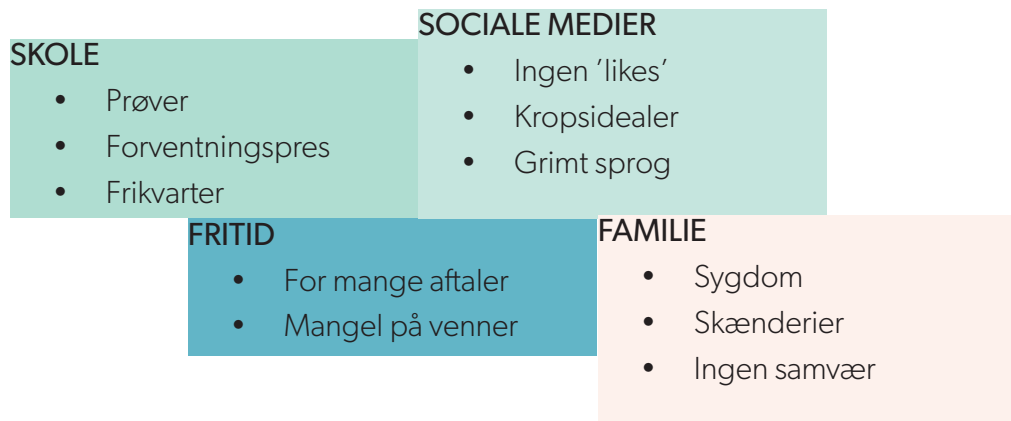 SKOLE
• Prøver
• Forventningspres
• Frikvarter
SOCIALE MEDIER
• Ingen ’likes’
• Kropsidealer
• Grimt sprog
FRITID
• For mange aftaler
• Mangel på venner
FAMILIE
• Sygdom
• Skænderier
• Ingen samvær